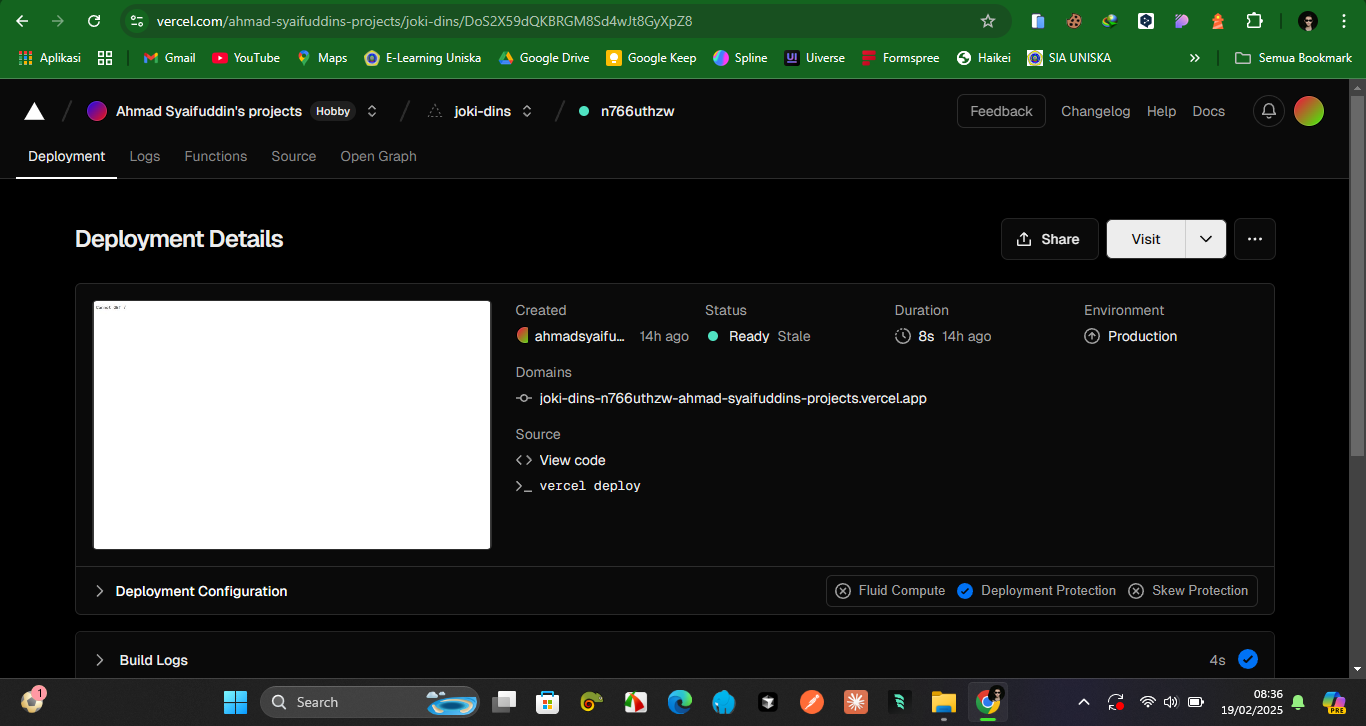 vercel.com/ahmad-syaifuddins-projects/joki-dins/DoS2X59dQKBRGM8Sd4wJt8GyXpZ8
Aplikasi Gmail YouTube Maps E-Learning Uniska Google Drive Google Keep Spline UI Uiverse Formspree Haikei SIA UNISKA » Semua Bookmark
Ahmad Syaifuddin's projects Hobby joki-dins n766uthzw Feedback Changelog Help Docs
Deployment Logs Functions Source Open Graph
Deployment Details Share Visit
Cannot GET /
Created Status Duration Environment
ahmadsyaifu... 14h ago Ready Stale 8s 14h ago Production
Domains
joki-dins-n766uthzw-ahmad-syaifuddins-projects.vercel.app
Source
View code
vercel deploy
Deployment Configuration Fluid Compute Deployment Protection Skew Protection
Build Logs 4s
1 Search PRE
08:36
19/02/2025